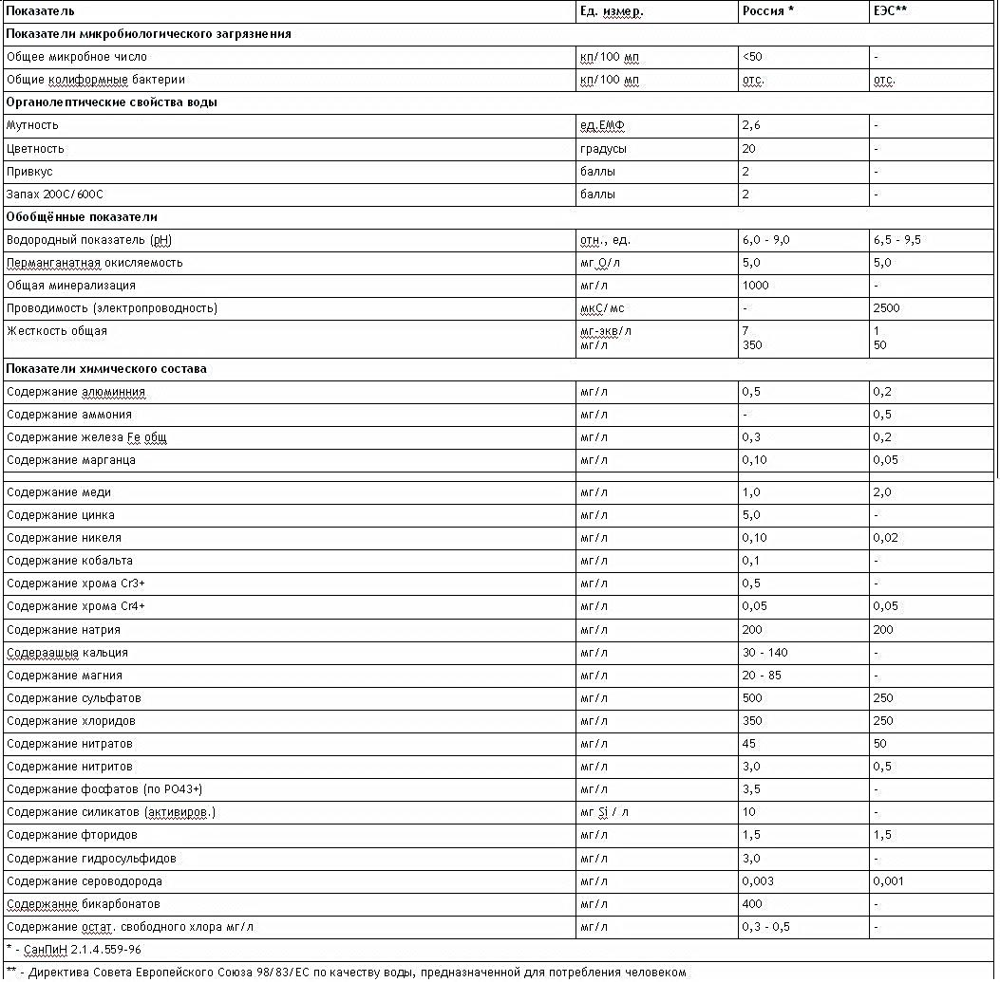 Показатель Ед. измер. Россия * ЕЭС**
Показатели микробиологического загрязнения
Общее микробное число кп/100 мп <50 -
Общие колиформные бактерии кп/100 мп отс. отс.
Органолептические свойства воды
Мутность ед.ЕМФ 2,6 -
Цветность градусы 20 -
Привкус баллы 2 -
Запах 200С/600С баллы 2 -
Обобщённые показатели
Водородный показатель (рН) отн., ед. 6,0 - 9,0 6,5 - 9,5
Перманганатная окисляемость мг О/л 5,0 5,0
Общая минерализация мг/л 1000 -
Проводимость (электропроводность) мкС/мс - 2500
Жесткость общая мг-экв/л 7 1
мг/л 350 50
Показатели химического состава
Содержание алюминния мг/л 0,5 0,2
Содержание аммония мг/л - 0,5
Содержание железа Fe общ мг/л 0,3 0,2
Содержание марганца мг/л 0,10 0,05
Содержание меди мг/л 1,0 2,0
Содержание цинка мг/л 5,0 -
Содержание никеля мг/л 0,10 0,02
Содержание кобальта мг/л 0,1 -
Содержание хрома Cr3+ мг/л 0,5 -
Содержание хрома Cr4+ мг/л 0,05 0,05
Содержание натрия мг/л 200 200
Содераашыа кальция мг/л 30 - 140 -
Содержание магния мг/л 20 - 85 -
Содержание сульфатов мг/л 500 250
Содержание хлоридов мг/л 350 250
Содержание нитратов мг/л 45 50
Содержание нитритов мг/л 3,0 0,5
Содержание фосфатов (по РО43+) мг/л 3,5 -
Содержание силикатов (активиров.) мг Si / л 10 -
Содержание фторидов мг/л 1,5 1,5
Содержание гидросульфидов мг/л 3,0 -
Содержание сероводорода мг/л 0,003 0,001
Содержанне бикарбонатов мг/л 400 -
Содержание остат. свободного хлора мг/л мг/л 0,3 - 0,5 -
* - СанПиН 2.1.4.559-96
** - Директива Совета Европейского Союза 98/83/ЕС по качеству воды, предназначенной для потребления человеком